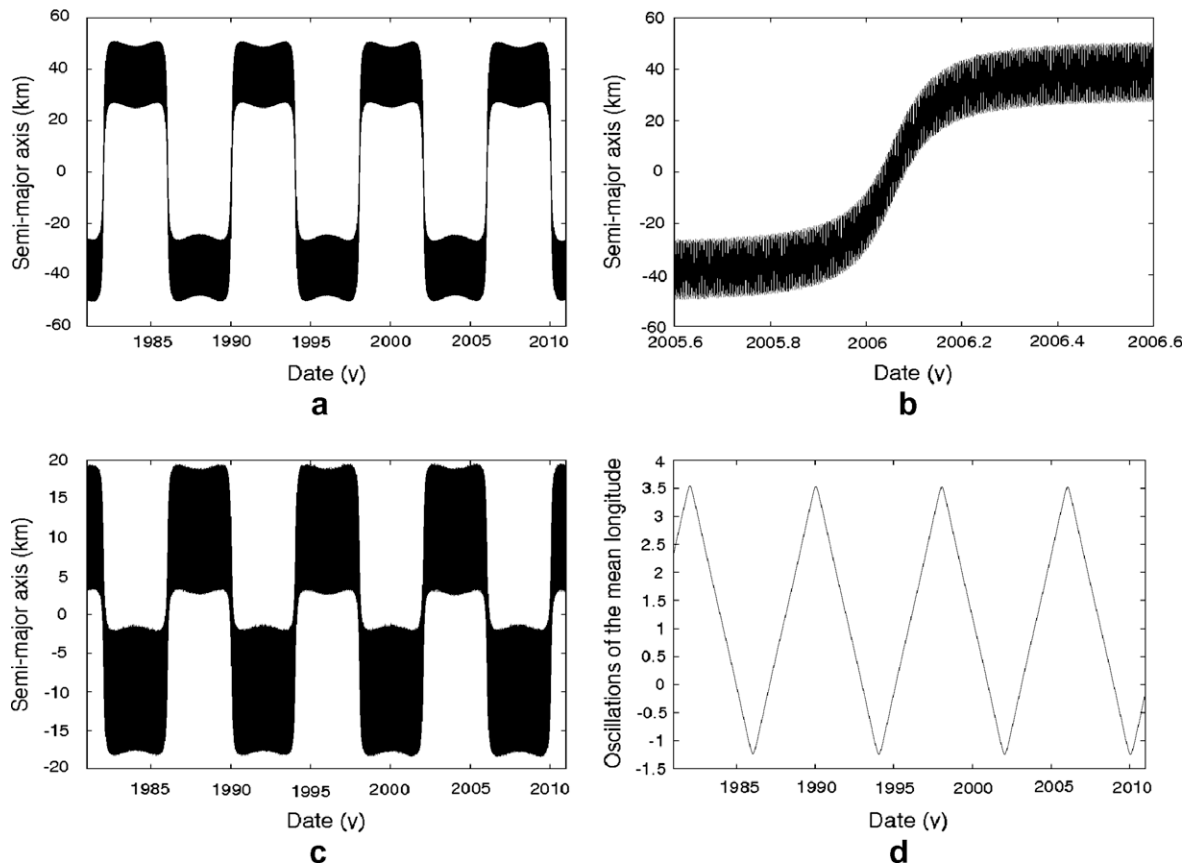 60
40
20
0
-20
-40
-60
Semi-major axis (km)
1985 1990 1995 2000 2005 2010
Date (y)
a
60
40
20
0
-20
-40
-60
Semi-major axis (km)
2005.6 2005.8 2006 2006.2 2006.4 2006.6
Date (y)
b
20
15
10
5
0
-5
-10
-15
-20
Semi-major axis (km)
1985 1990 1995 2000 2005 2010
Date (y)
c
4
3.5
3
2.5
2
1.5
1
0.5
0
-0.5
-1
-1.5
Oscillations of the mean longitude
1985 1990 1995 2000 2005 2010
Date (y)
d